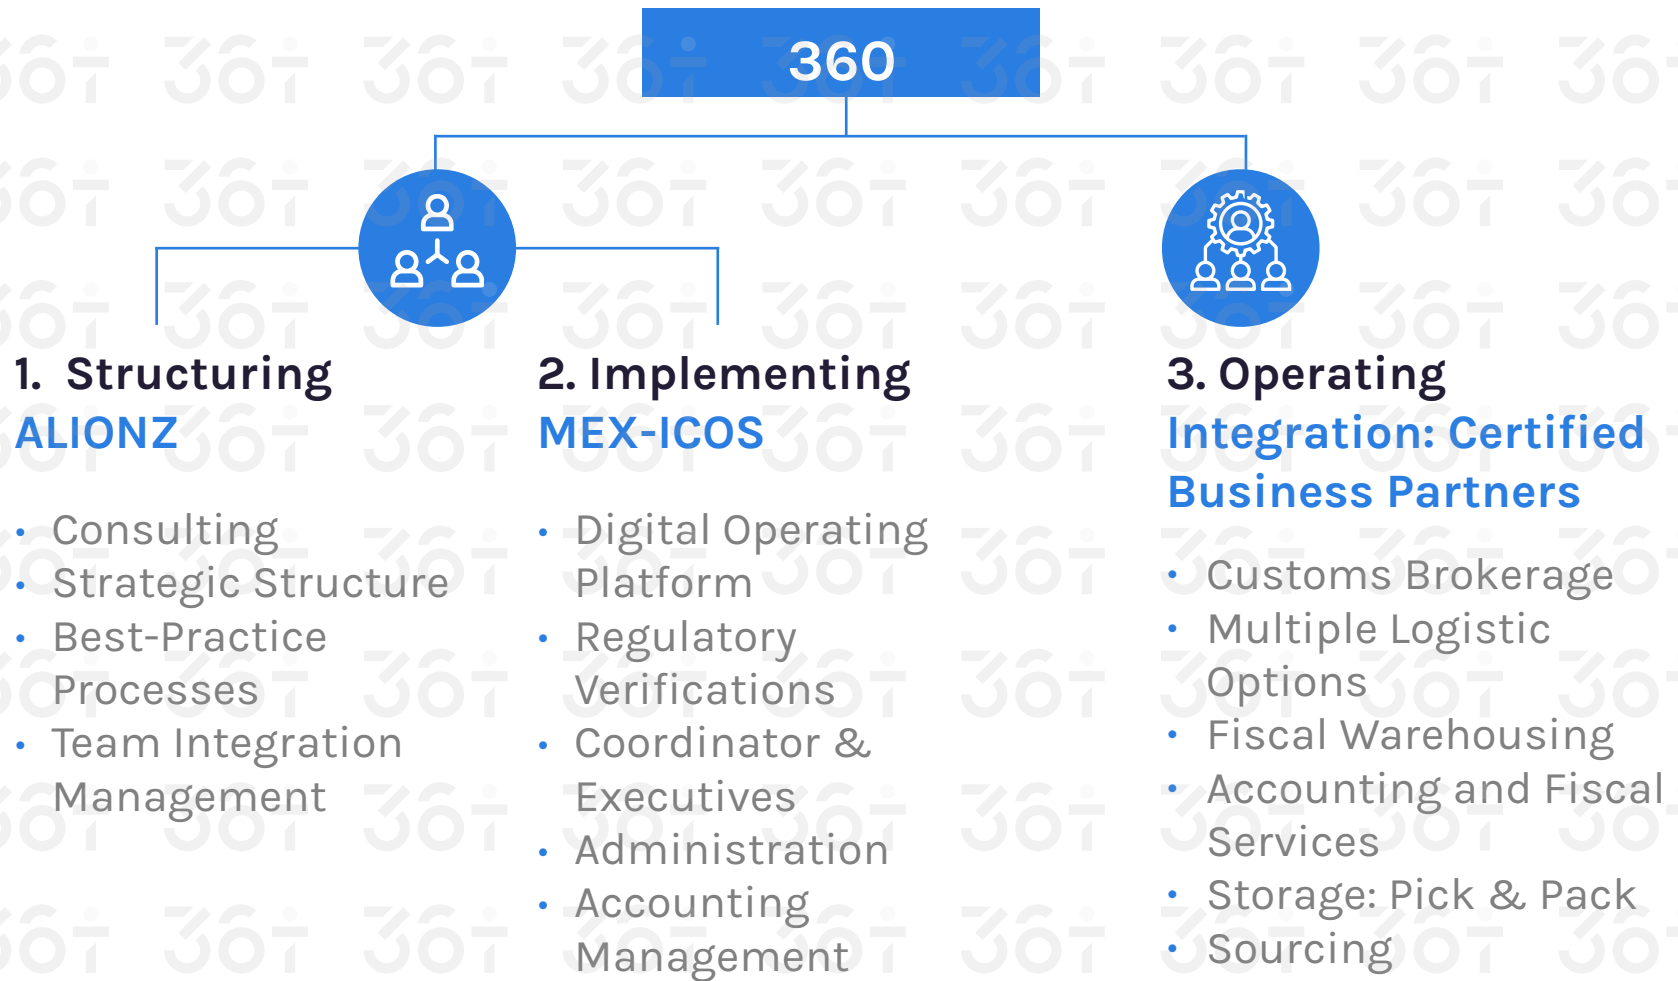 360
1. Structuring
ALIONZ
• Consulting
• Strategic Structure
• Best-Practice
Processes
• Team Integration
Management
2. Implementing
MEX-ICOS
• Digital Operating
Platform
• Regulatory
Verifications
• Coordinator &
Executives
• Administration
• Accounting
Management
3. Operating
Integration: Certified
Business Partners
• Customs Brokerage
• Multiple Logistic
Options
• Fiscal Warehousing
• Accounting and Fiscal
Services
• Storage: Pick & Pack
• Sourcing